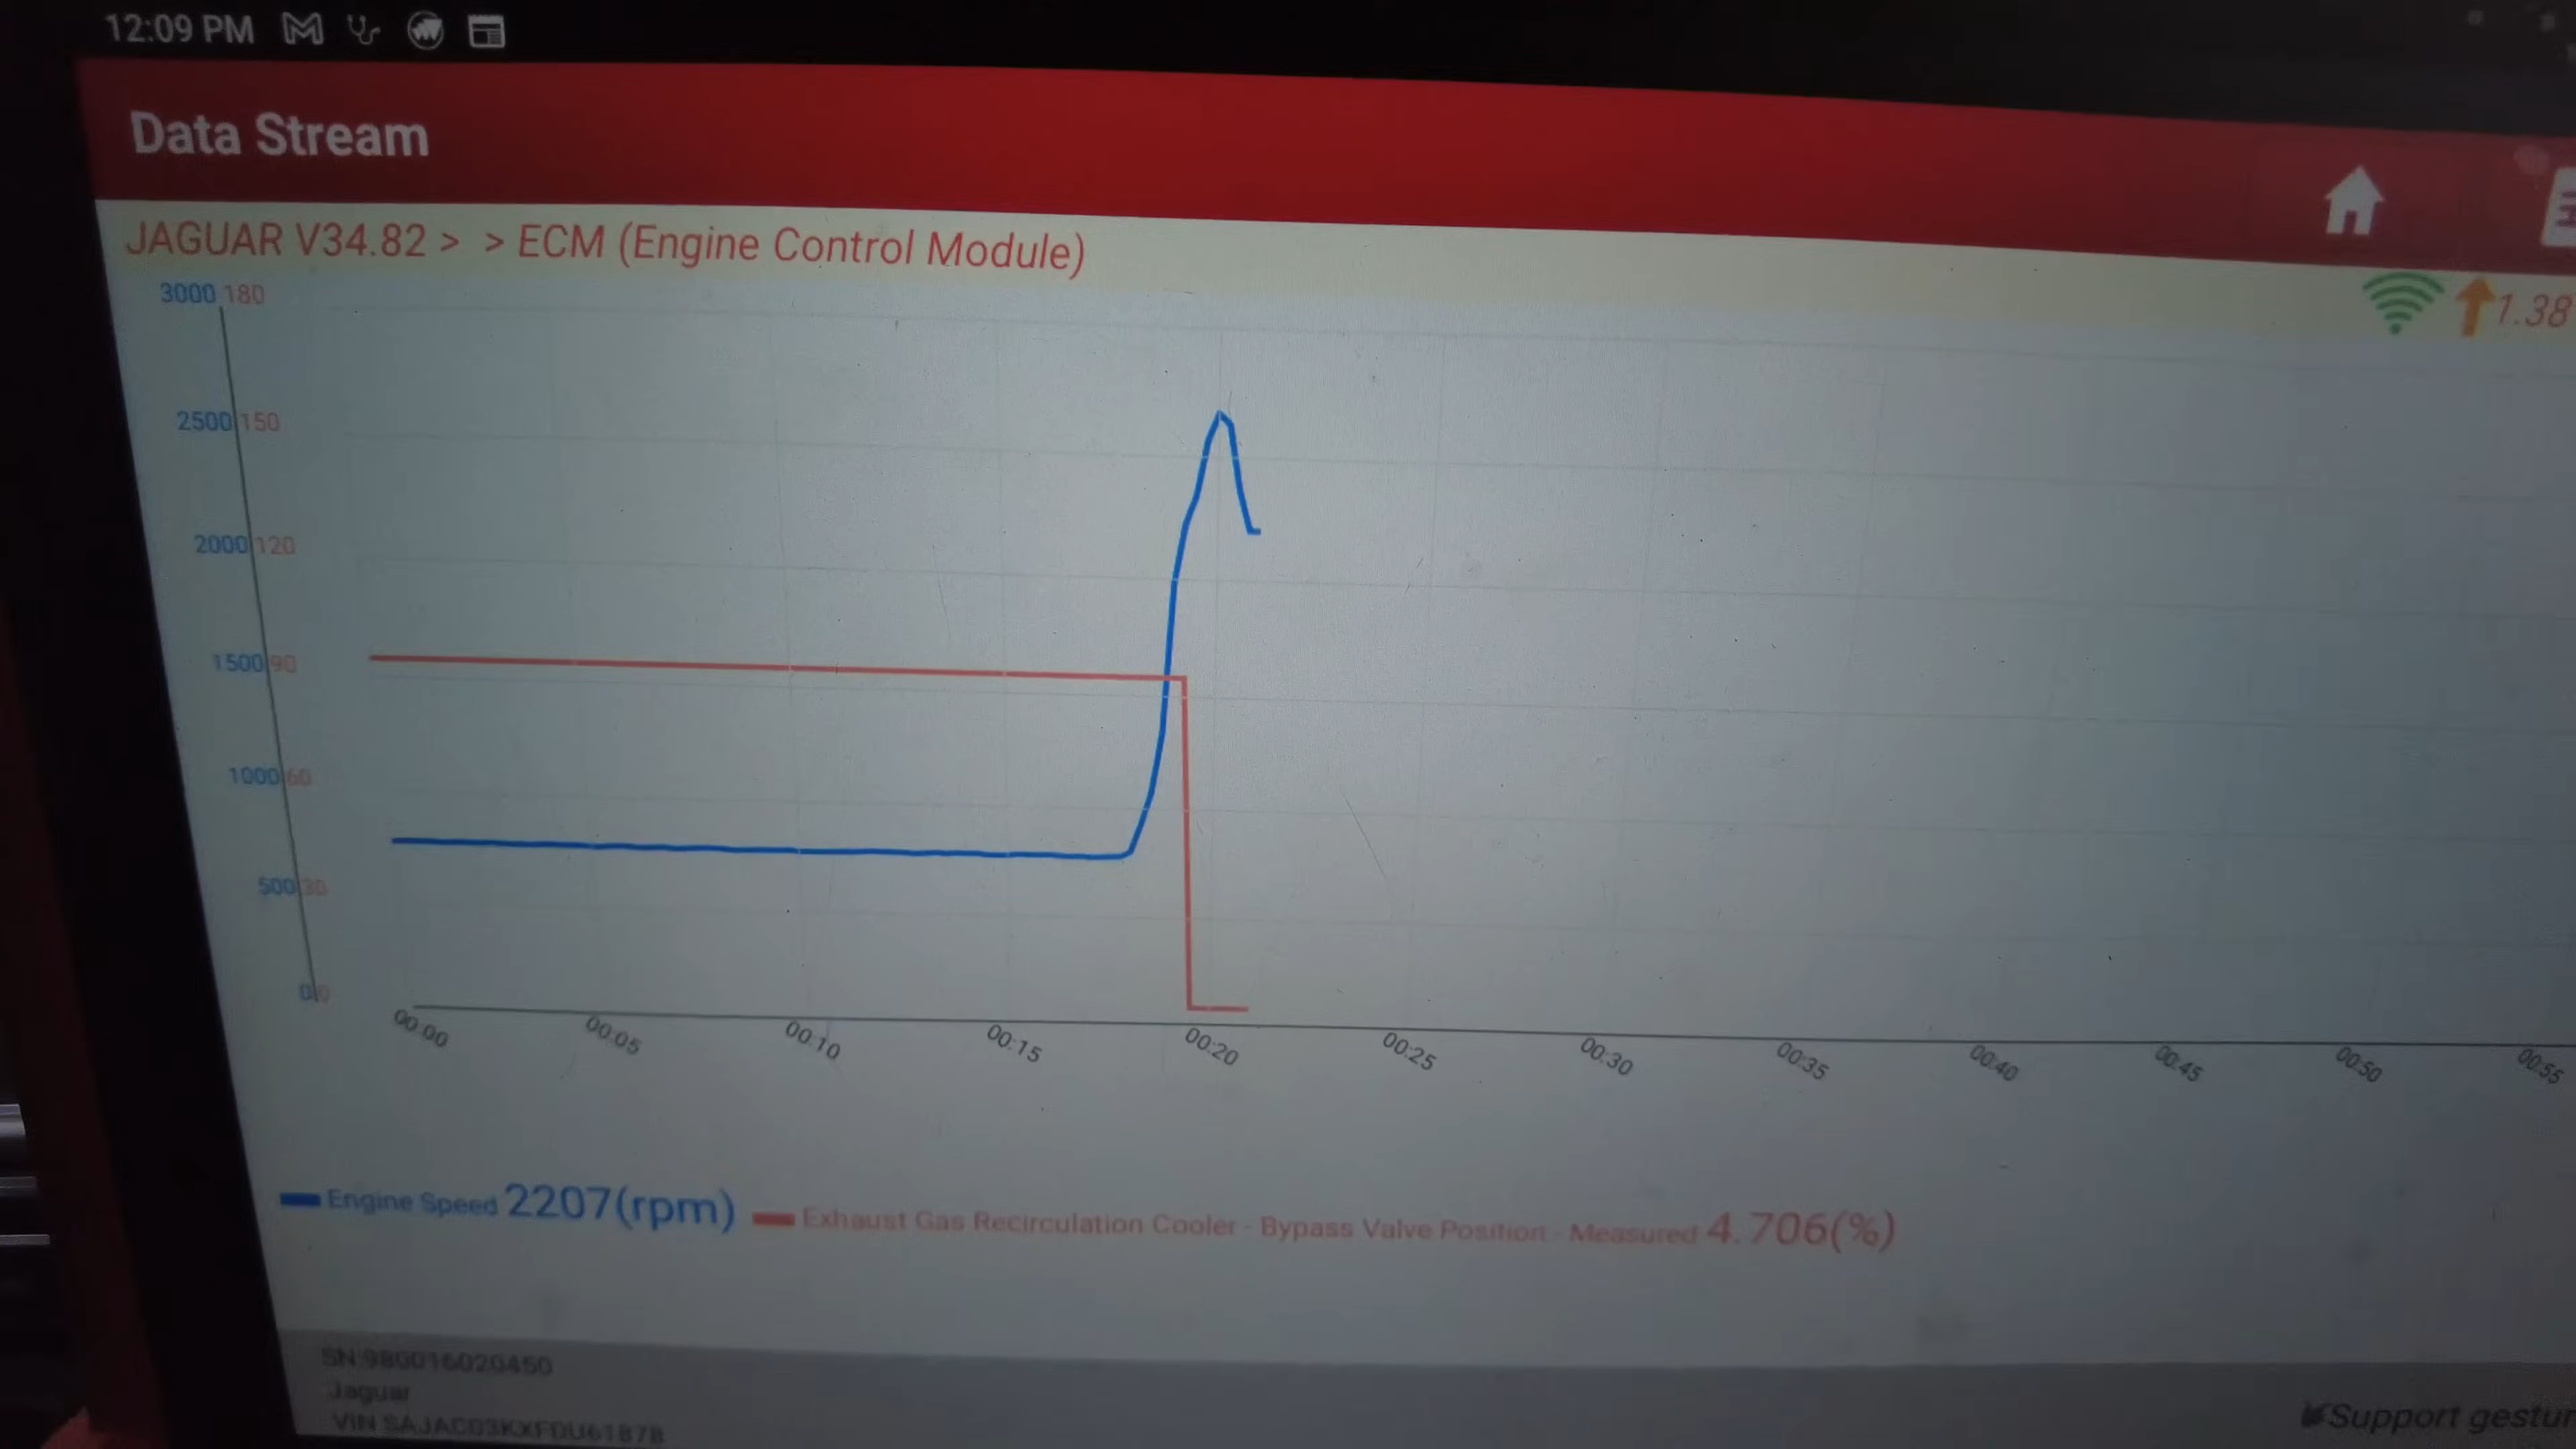 12:09 PM
Data Stream
JAGUAR V34.82 > > ECM (Engine Control Module)
1.38
3000 180
2500 150
2000 120
1500 90
1000 60
500 30
0 0
00:00 00:05 00:10 00:15 00:20 00:25 00:30 00:35 00:40 00:45 00:50 00:55
Engine Speed 2207(rpm) Exhaust Gas Recirculation Cooler - Bypass Valve Position - Measured 4.706(%)
SN:980016020450
Jaguar
VIN
Support